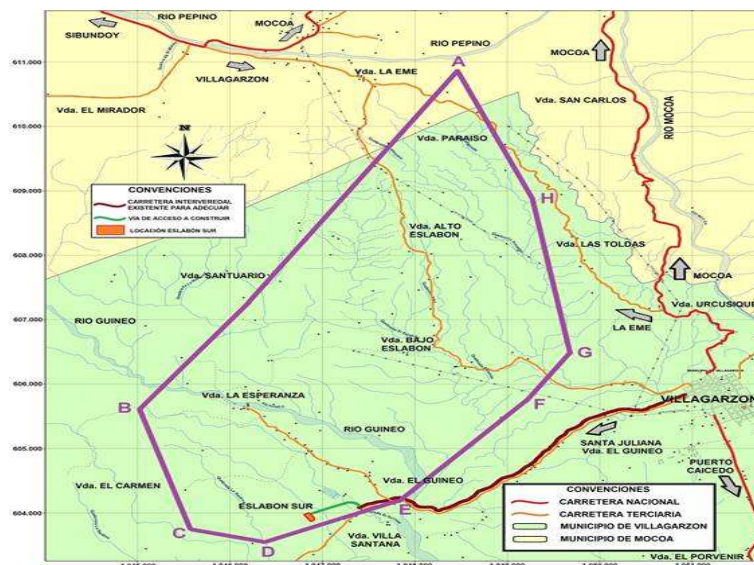 RIO PEPINO
MOCOA
SIBUNDOY
RIO PEPINO
MOCOA
611.000
VILLAGARZON
Vda. LA EME
A
Vda. EL MIRADOR
Vda. SAN CARLOS
RIO MOCOA
610.000
N
Vda. PARAISO
CONVENCIONES
CARRETERA INTERVEREDAL
EXISTENTE PARA ADECUAR
VÍA DE ACCESO A CONSTRUIR
LOCACIÓN ESLABÓN SUR
609.000
H
Vda. ALTO
ESLABON
Vda. LAS TOLDAS
608.000
Vda. SANTUARIO
MOCOA
Vda. URCUSIQUE
607.000
RIO GUINEO
LA EME
Vda. BAJO
ESLABON
G
606.000
Vda. LA ESPERANZA
F
B
VILLAGARZON
RIO GUINEO
605.000
SANTA JULIANA
Vda. EL GUINEO
PUERTO
CAICEDO
Vda. EL CARMEN
Vda. EL GUINEO
ESLABON SUR
E
604.000
C
D
Vda. VILLA
SANTANA
CONVENCIONES
CARRETERA NACIONAL
CARRETERA TERCIARIA
MUNICIPIO DE VILLAGARZON
MUNICIPIO DE MOCOA
Vda. EL PORVENIR